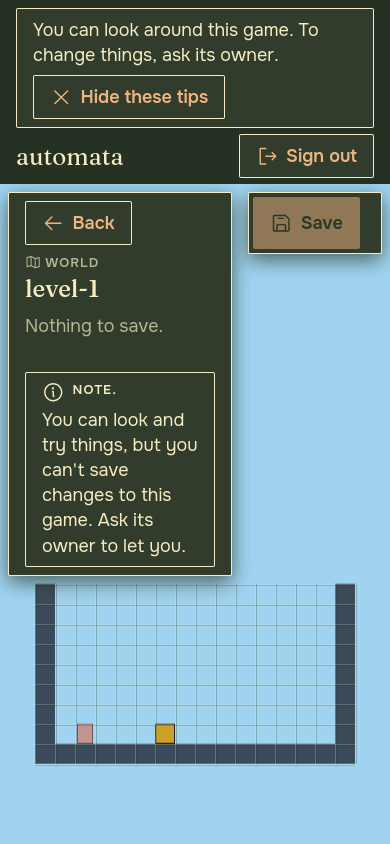 You can look around this game. To
change things, ask its owner.
Hide these tips
automata
Sign out
Back
Save
WORLD
level-1
Nothing to save.
NOTE.
You can look and
try things, but you
can't save
changes to this
game. Ask its
owner to let you.